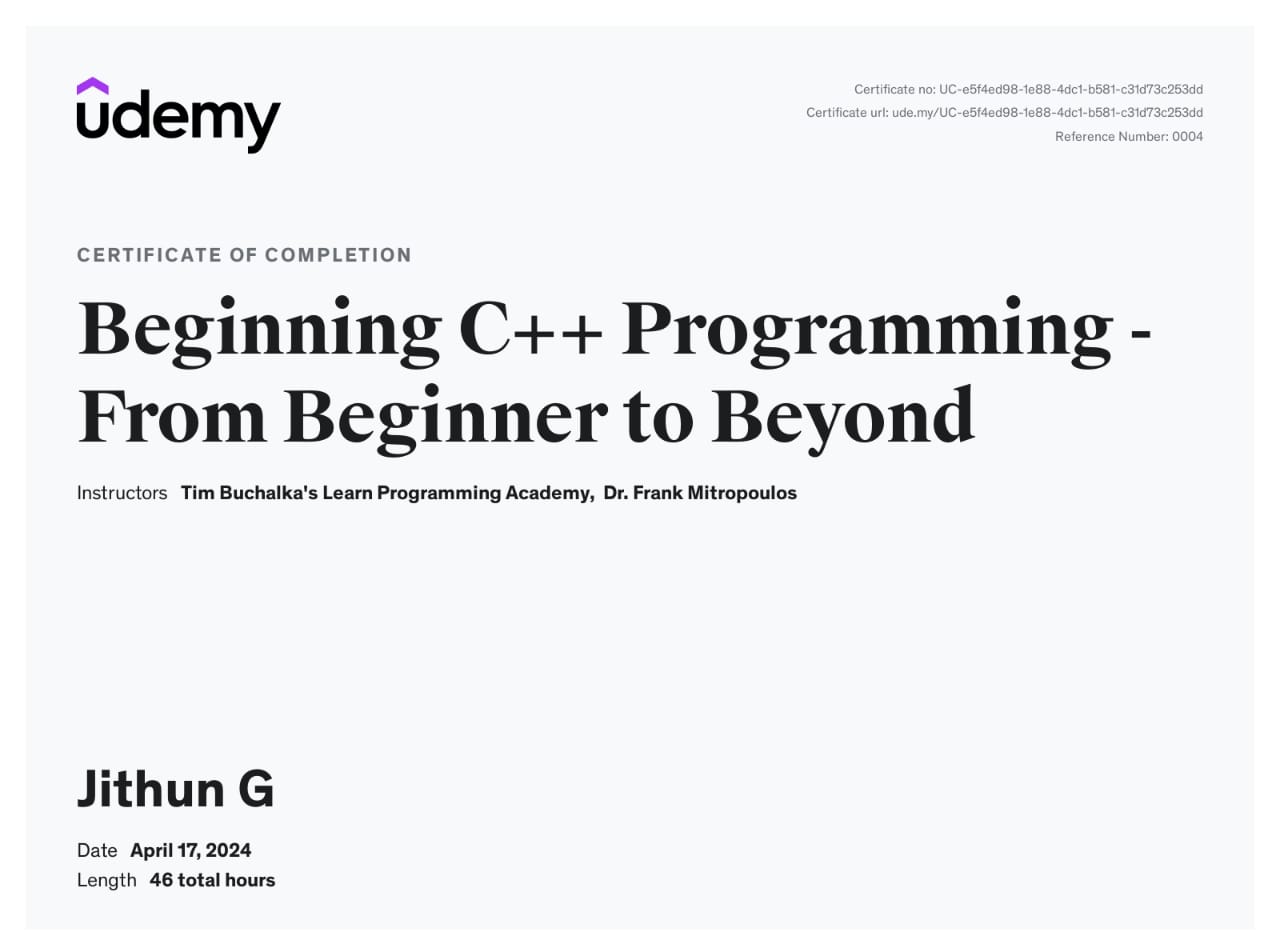 udemy
Certificate no: UC-e5f4ed98-1e88-4dc1-b581-c31d73c253dd
Certificate url: ude.my/UC-e5f4ed98-1e88-4dc1-b581-c31d73c253dd
Reference Number: 0004
CERTIFICATE OF COMPLETION
Beginning C++ Programming -
From Beginner to Beyond
Instructors Tim Buchalka's Learn Programming Academy, Dr. Frank Mitropoulos
Jithun G
Date April 17, 2024
Length 46 total hours